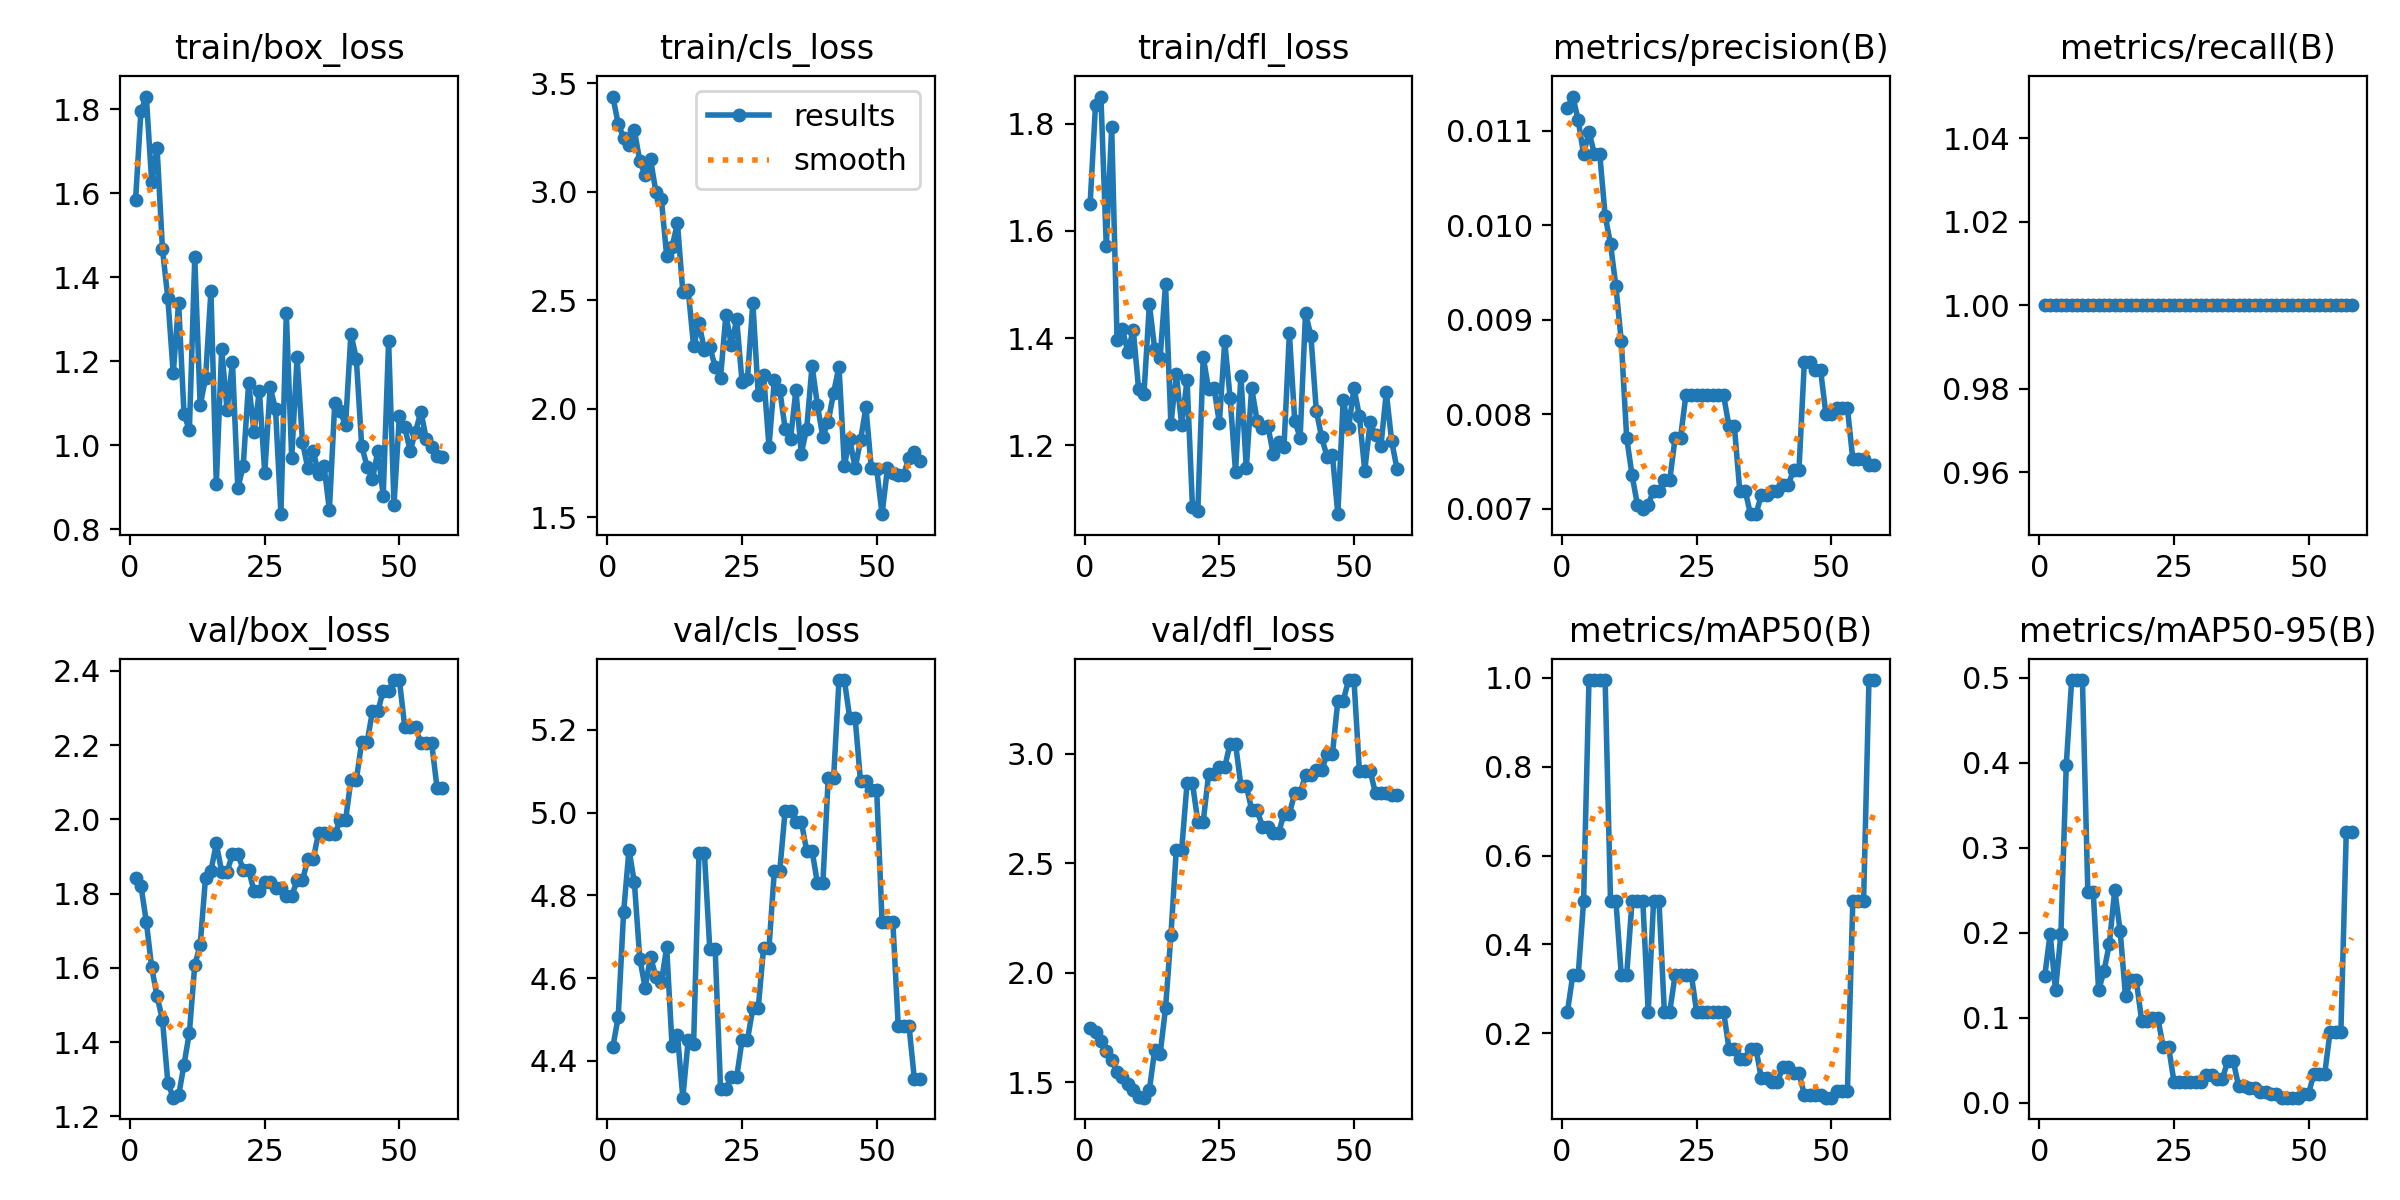 train/box_loss
1.8
1.6
1.4
1.2
1.0
0.8
0 25 50
train/cls_loss
results
smooth
3.5
3.0
2.5
2.0
1.5
0 25 50
train/dfl_loss
1.8
1.6
1.4
1.2
0 25 50
metrics/precision(B)
0.011
0.010
0.009
0.008
0.007
0 25 50
metrics/recall(B)
1.04
1.02
1.00
0.98
0.96
0 25 50
val/box_loss
2.4
2.2
2.0
1.8
1.6
1.4
1.2
0 25 50
val/cls_loss
5.2
5.0
4.8
4.6
4.4
0 25 50
val/dfl_loss
3.0
2.5
2.0
1.5
0 25 50
metrics/mAP50(B)
1.0
0.8
0.6
0.4
0.2
0 25 50
metrics/mAP50-95(B)
0.5
0.4
0.3
0.2
0.1
0.0
0 25 50